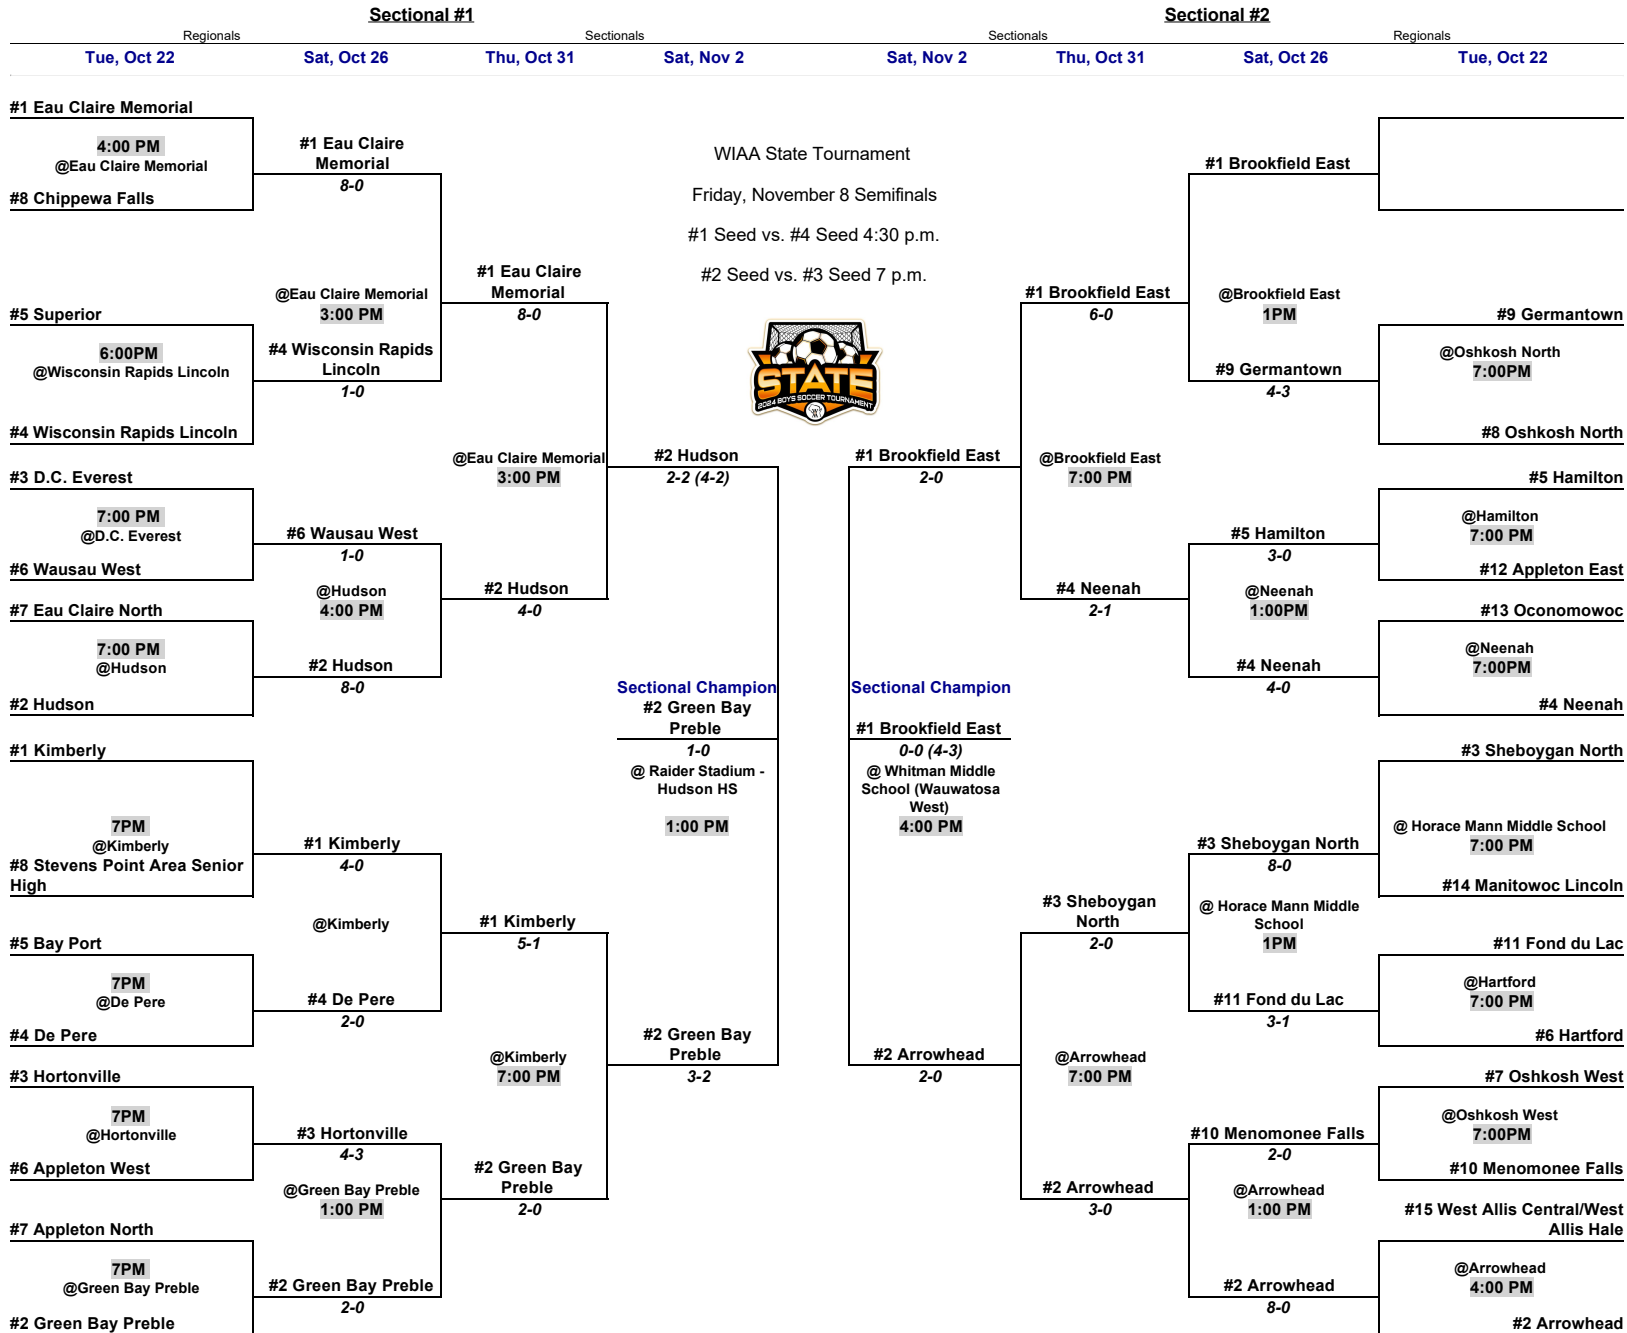 Sectional #1
Sectional #2
Regionals
Sectionals
Sectionals
Regionals
Tue, Oct 22
Sat, Oct 26
Thu, Oct 31
Sat, Nov 2
Sat, Nov 2
Thu, Oct 31
Sat, Oct 26
Tue, Oct 22
#1 Eau Claire Memorial
4:00 PM
@Eau Claire Memorial
#8 Chippewa Falls
#5 Superior
6:00PM
@Wisconsin Rapids Lincoln
#4 Wisconsin Rapids Lincoln
#3 D.C. Everest
7:00 PM
@D.C. Everest
#6 Wausau West
#7 Eau Claire North
7:00 PM
@Hudson
#2 Hudson
#1 Kimberly
7PM
@Kimberly
#8 Stevens Point Area Senior
High
#5 Bay Port
7PM
@De Pere
#4 De Pere
#3 Hortonville
7PM
@Hortonville
#6 Appleton West
#7 Appleton North
7PM
@Green Bay Preble
#2 Green Bay Preble
#1 Eau Claire
Memorial
8-0
@Eau Claire Memorial
3:00 PM
#4 Wisconsin Rapids
Lincoln
1-0
#6 Wausau West
1-0
@Hudson
4:00 PM
#2 Hudson
8-0
#1 Kimberly
4-0
@Kimberly
#4 De Pere
2-0
#3 Hortonville
4-3
@Green Bay Preble
1:00 PM
#2 Green Bay Preble
2-0
#1 Eau Claire
Memorial
8-0
@Eau Claire Memorial
3:00 PM
#2 Hudson
4-0
#1 Kimberly
5-1
@Kimberly
7:00 PM
#2 Green Bay
Preble
2-0
WIAA State Tournament
Friday, November 8 Semifinals
#1 Seed vs. #4 Seed 4:30 p.m.
#2 Seed vs. #3 Seed 7 p.m.
STATE
2024 BOYS SOCCER TOURNAMENT
#2 Hudson
2-2 (4-2)
Sectional Champion
#2 Green Bay
Preble
1-0
@ Raider Stadium -
Hudson HS
1:00 PM
#2 Green Bay
Preble
3-2
#1 Brookfield East
2-0
Sectional Champion
#1 Brookfield East
0-0 (4-3)
@ Whitman Middle
School (Wauwatosa
West)
4:00 PM
#2 Arrowhead
2-0
#1 Brookfield East
6-0
@Brookfield East
7:00 PM
#4 Neenah
2-1
#3 Sheboygan
North
2-0
@Arrowhead
7:00 PM
#2 Arrowhead
3-0
#1 Brookfield East
@Brookfield East
1PM
#9 Germantown
4-3
#5 Hamilton
3-0
@Neenah
1:00PM
#4 Neenah
4-0
#3 Sheboygan North
8-0
@ Horace Mann Middle
School
1PM
#11 Fond du Lac
3-1
#10 Menomonee Falls
2-0
@Arrowhead
1:00 PM
#2 Arrowhead
8-0
#9 Germantown
@Oshkosh North
7:00PM
#8 Oshkosh North
#5 Hamilton
@Hamilton
7:00 PM
#12 Appleton East
#13 Oconomowoc
@Neenah
7:00PM
#4 Neenah
#3 Sheboygan North
@ Horace Mann Middle School
7:00 PM
#14 Manitowoc Lincoln
#11 Fond du Lac
@Hartford
7:00 PM
#6 Hartford
#7 Oshkosh West
@Oshkosh West
7:00PM
#10 Menomonee Falls
#15 West Allis Central/West
Allis Hale
@Arrowhead
4:00 PM
#2 Arrowhead